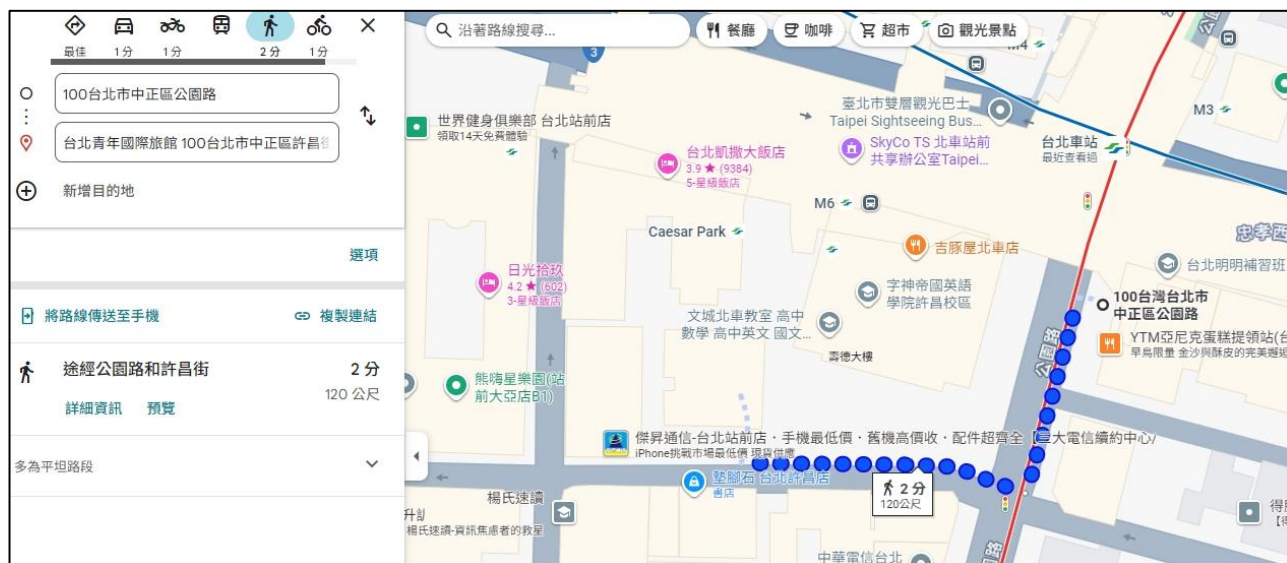 最佳
1分
1分
2分
1分
100台北市中正區公園路
台北青年國際旅館 100台北市中正區許昌街
新增目的地
選項
將路線傳送至手機
複製連結
途經公園路和許昌街
2 分
120 公尺
詳細資訊
預覽
多為平坦路段
沿著路線搜尋...
餐廳
咖啡
超市
觀光景點
3
M4
公園
世界健身俱樂部 台北站前店
領取14天免費體驗
臺北市雙層觀光巴士
Taipei Sightseeing Bus...
M3
台北凱撒大飯店
3.9 ★ (9384)
5-星級飯店
SkyCo TS 北車站前
共享辦公室Taipei...
台北車站
最近查看過
M6
Caesar Park
吉豚屋北車店
忠孝西
台北明明補習班
日光拾玖
4.2 ★ (602)
3-星級飯店
字神帝國英語
學院許昌校區
100台灣台北市
中正區公園路
文城北車教室 高中
數學 高中英文 國文...
壽德大樓
公園路
YTM亞尼克蛋糕提領站(台
早鳥限量 金沙與酥皮的完美邂逅
熊嗨星樂園(站
前大亞店B1)
傑昇通信-台北站前店・手機最低價・舊機高價收・配件超齊全【三大電信續約中心/
iPhone挑戰市場最低價 現貨供應
墊腳石 台北許昌店
書店
2 分
120公尺
楊氏速讀
楊氏速讀-資訊焦慮者的救星
中華電信台北
園路